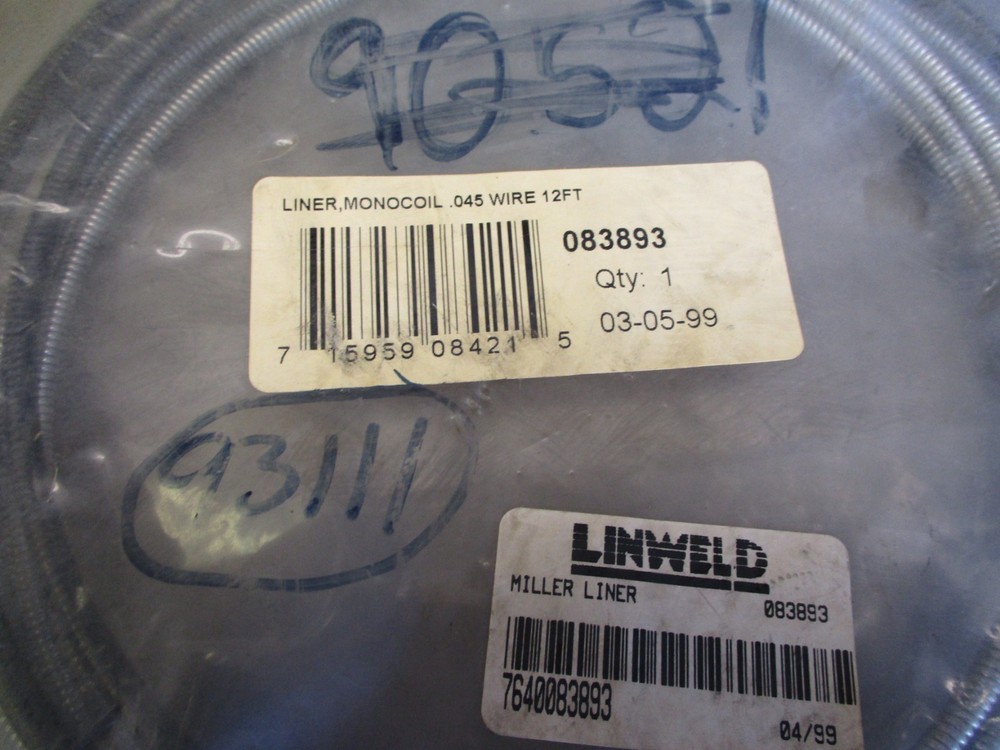 90521
LINER,MONOCOIL .045 WIRE 12FT
083893
Qty: 1
03-05-99
7 15959 08421 5
93111
LINWELD
MILLER LINER
083893
7640083893
04/99